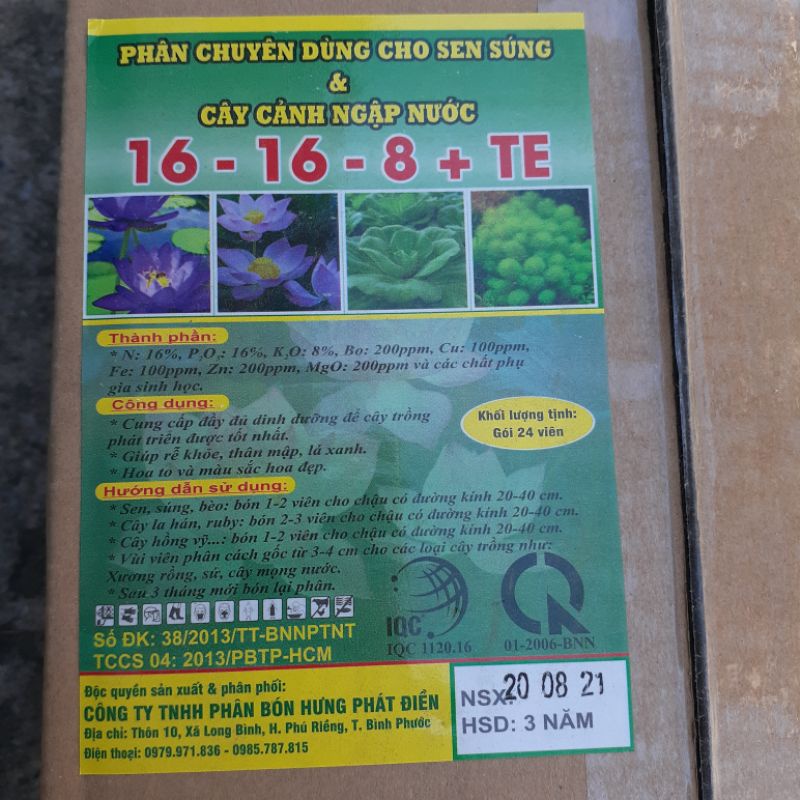 PHÂN CHUYÊN DÙNG CHO SEN SÚNG
&
CÂY CẢNH NGẬP NƯỚC
16 - 16 - 8 + TE
Thành phần:
* N: 16%, P₂O₅: 16%, K₂O: 8%, Bo: 200ppm, Cu: 100ppm,
Fe: 100ppm, Zn: 200ppm, MgO: 200ppm và các chất phụ
gia sinh học.
Công dụng:
* Cung cấp đầy đủ dinh dưỡng để cây trồng
phát triển được tốt nhất.
* Giúp rễ khỏe, thân mập, lá xanh.
* Hoa to và màu sắc hoa đẹp.
Khối lượng tịnh:
Gói 24 viên
Hướng dẫn sử dụng:
* Sen, súng, bèo: bón 1-2 viên cho chậu có đường kính 20-40 cm.
* Cây la hán, ruby: bón 2-3 viên cho chậu có đường kính 20-40 cm.
* Cây hồng vỹ...: bón 1-2 viên cho chậu có đường kính 20-40 cm.
* Vùi viên phân cách gốc từ 3-4 cm cho các loại cây trồng như:
Xương rồng, sứ, cây mọng nước.
* Sau 3 tháng mới bón lại phân.
Số ĐK: 38/2013/TT-BNNPTNT
TCCS 04: 2013/PBTP-HCM
IQC
IQC 1120.16
01-2006-BNN
Độc quyền sản xuất & phân phối:
CÔNG TY TNHH PHÂN BÓN HƯNG PHÁT ĐIỀN
Địa chỉ: Thôn 10, Xã Long Bình, H. Phú Riềng, T. Bình Phước
Điện thoại: 0979.971.836 - 0985.787.815
NSX: 20 08 21
HSD: 3 NĂM